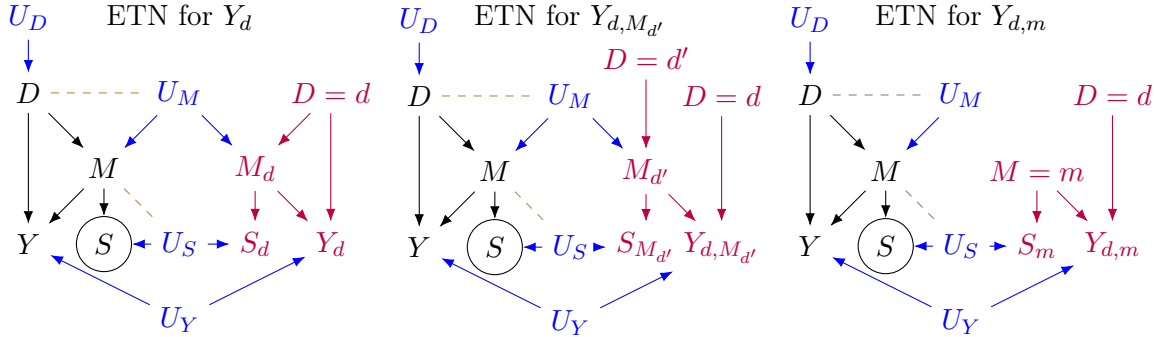 ETN for Y_d
U_D
D
U_M
D = d
M
M_d
Y
S
U_S
S_d
Y_d
U_Y
ETN for Y_{d,M_{d'}}
U_D
D = d'
D
U_M
D = d
M
M_{d'}
Y
S
U_S
S_{M_{d'}}
Y_{d,M_{d'}}
U_Y
ETN for Y_{d,m}
U_D
D
U_M
D = d
M
M = m
Y
S
U_S
S_m
Y_{d,m}
U_Y